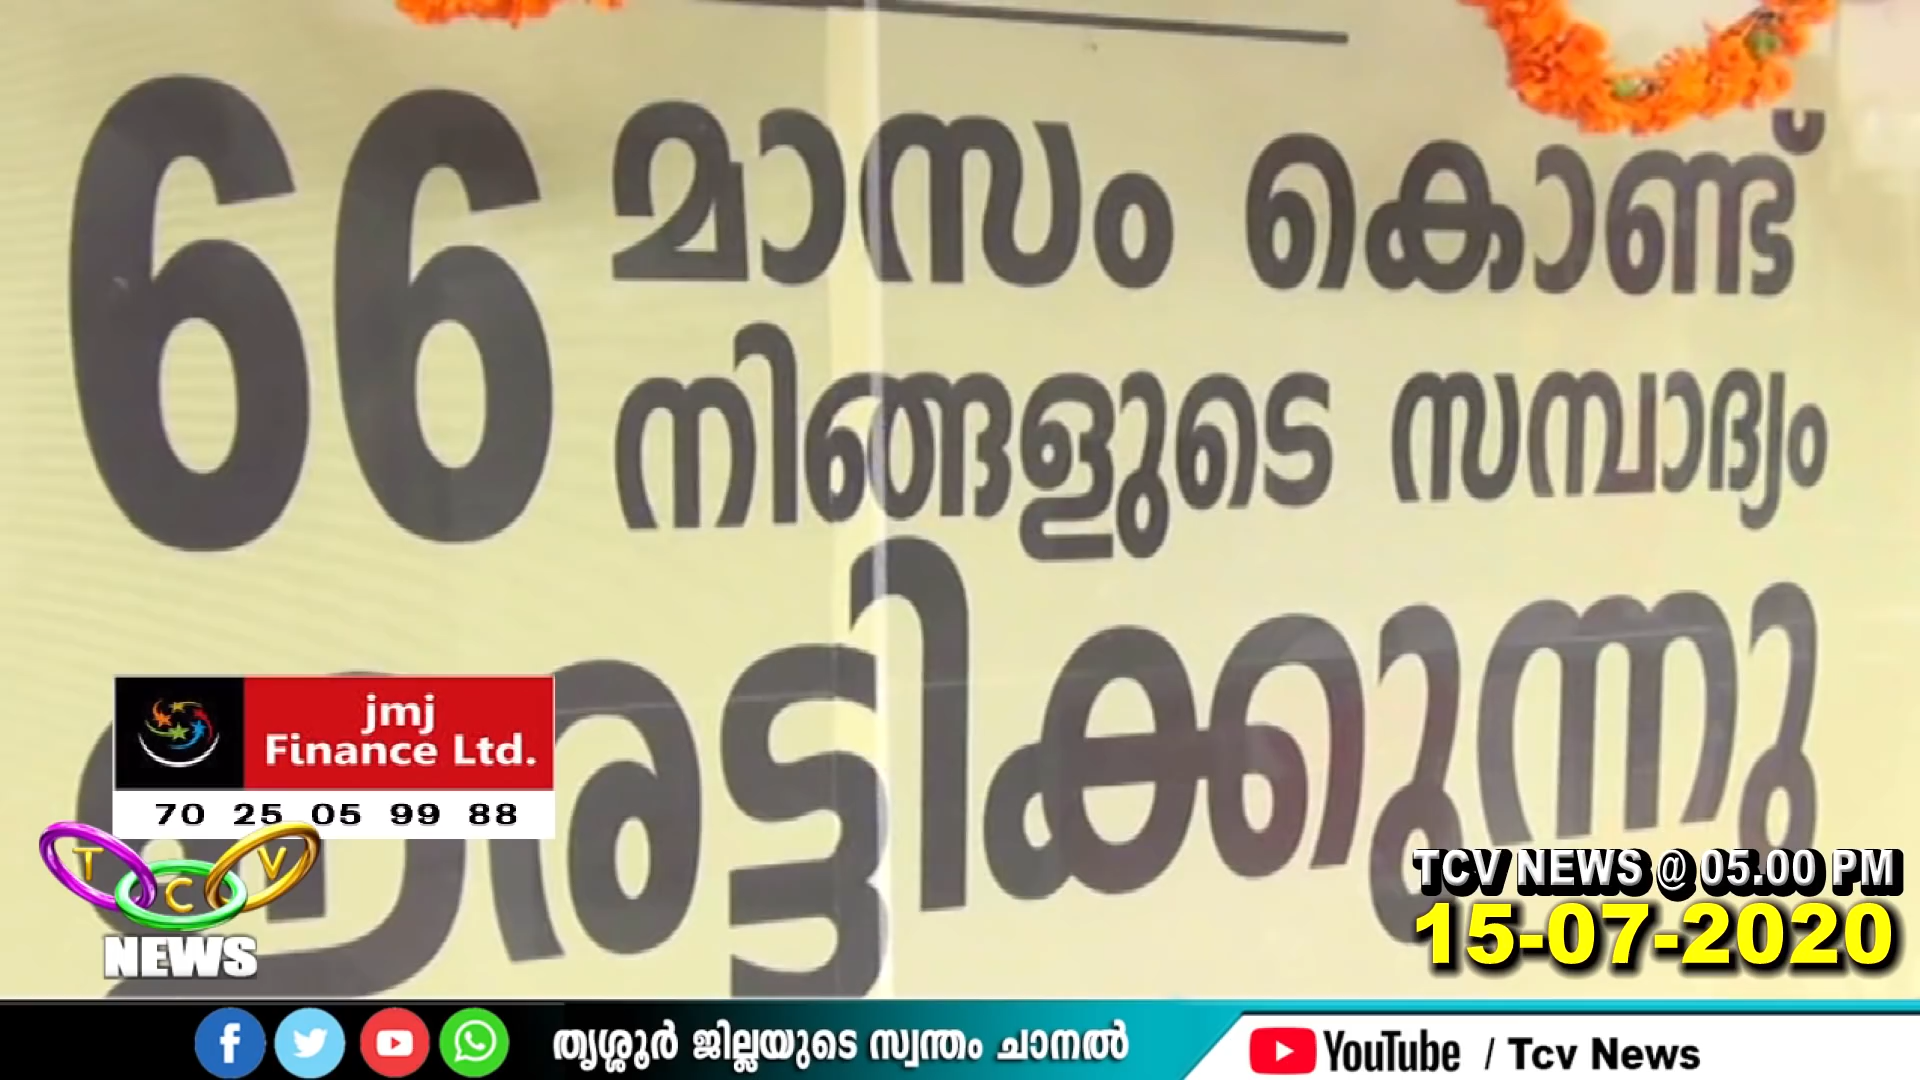 66 മാസം കൊണ്ട്
നിങ്ങളുടെ സമ്പാദ്യം
ഇരട്ടിക്കുന്നു
jmj
Finance Ltd.
70 25 05 99 88
T C V
NEWS
TCV NEWS @ 05.00 PM
15-07-2020
തൃശ്ശൂർ ജില്ലയുടെ സ്വന്തം ചാനൽ
YouTube / Tcv News